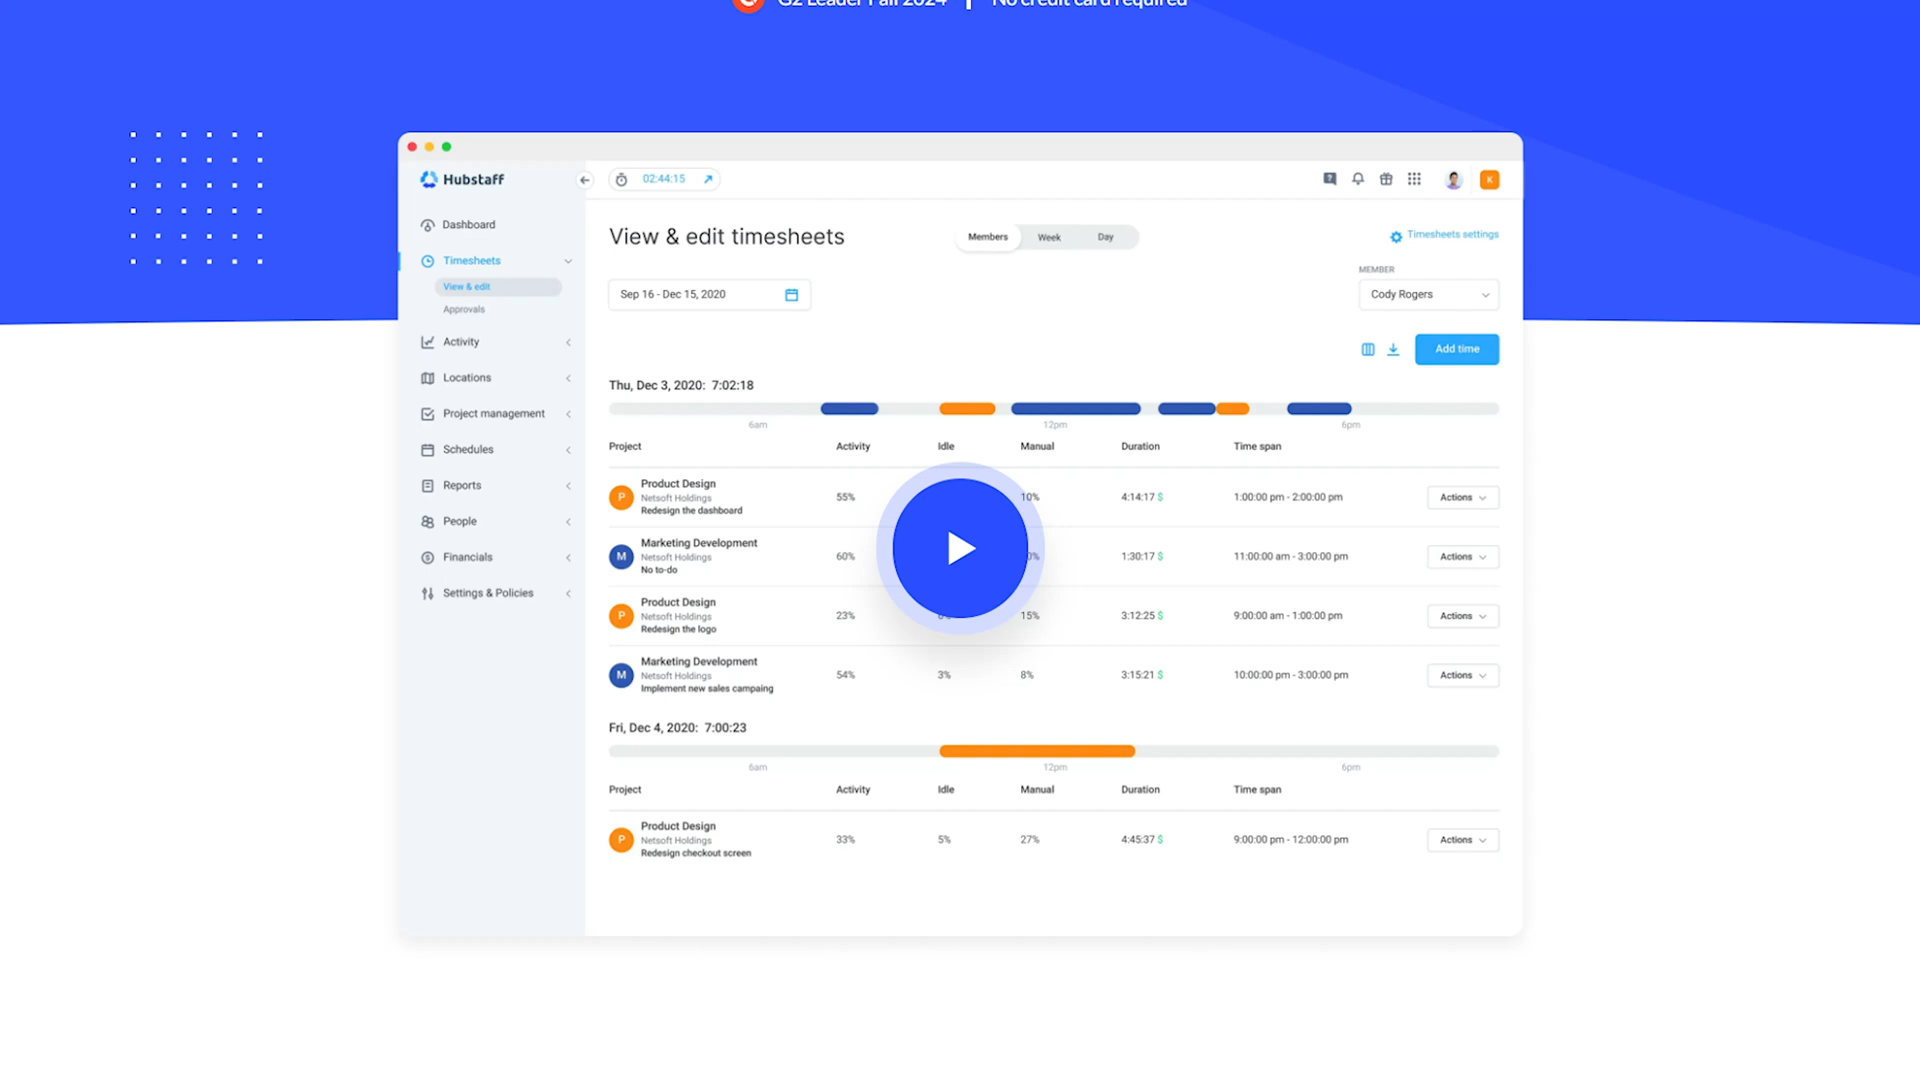 G2 Leader Fall 2024 | No credit card required
Hubstaff
02:44:15
K
Dashboard
View & edit timesheets
Members Week Day
Timesheets settings
Timesheets
View & edit
Approvals
MEMBER
Sep 16 - Dec 15, 2020
Cody Rogers
Activity
Locations
Project management
Schedules
Reports
People
Financials
Settings & Policies
Add time
Thu, Dec 3, 2020: 7:02:18
6am 12pm 6pm
Project Activity Idle Manual Duration Time span
P Product Design
Netsoft Holdings
Redesign the dashboard
55% 10% 4:14:17 $ 1:00:00 pm - 2:00:00 pm Actions
M Marketing Development
Netsoft Holdings
No to-do
60% 1:30:17 $ 11:00:00 am - 3:00:00 pm Actions
P Product Design
Netsoft Holdings
Redesign the logo
23% 15% 3:12:25 $ 9:00:00 am - 1:00:00 pm Actions
M Marketing Development
Netsoft Holdings
Implement new sales campaing
54% 3% 8% 3:15:21 $ 10:00:00 pm - 3:00:00 pm Actions
Fri, Dec 4, 2020: 7:00:23
6am 12pm 6pm
Project Activity Idle Manual Duration Time span
P Product Design
Netsoft Holdings
Redesign checkout screen
33% 5% 27% 4:45:37 $ 9:00:00 pm - 12:00:00 pm Actions